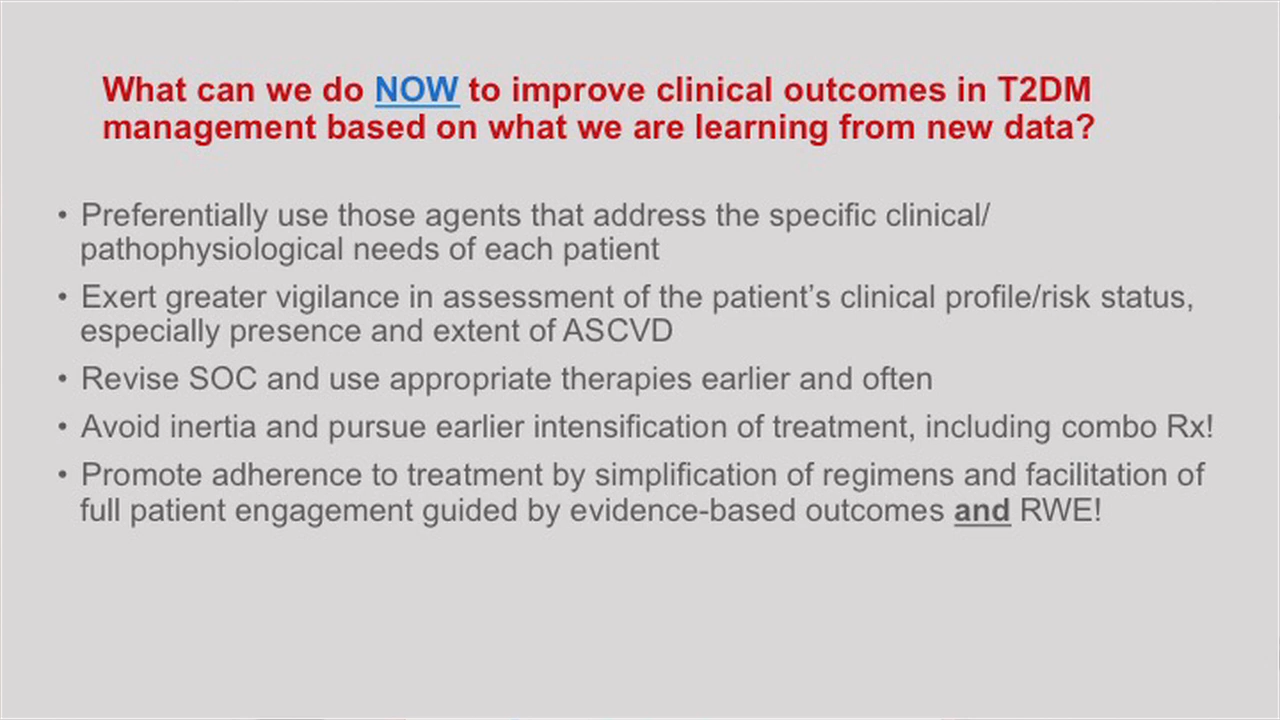 What can we do NOW to improve clinical outcomes in T2DM
management based on what we are learning from new data?
• Preferentially use those agents that address the specific clinical/
pathophysiological needs of each patient
• Exert greater vigilance in assessment of the patient’s clinical profile/risk status,
especially presence and extent of ASCVD
• Revise SOC and use appropriate therapies earlier and often
• Avoid inertia and pursue earlier intensification of treatment, including combo Rx!
• Promote adherence to treatment by simplification of regimens and facilitation of
full patient engagement guided by evidence-based outcomes and RWE!